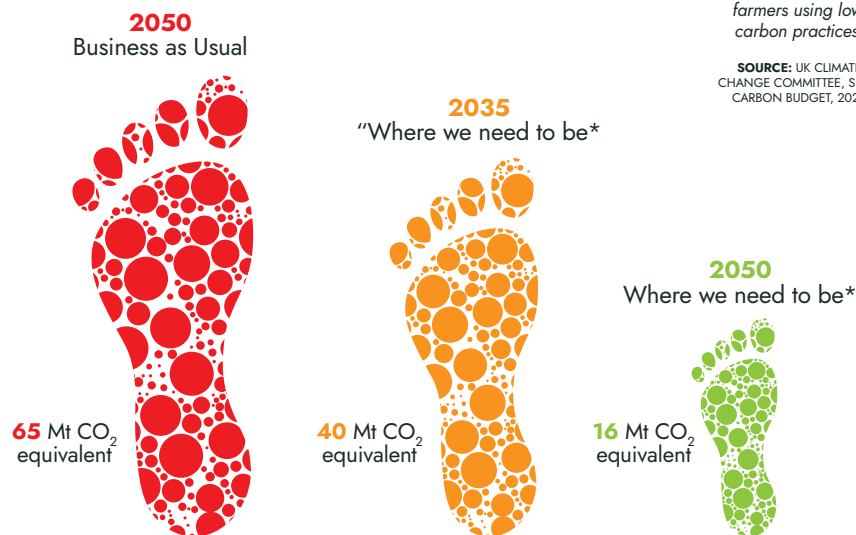 farmers using low
carbon practices
SOURCE: UK CLIMATE
CHANGE COMMITTEE, S
CARBON BUDGET, 202
2050
Business as Usual
2035
“Where we need to be*
2050
Where we need to be*
65 Mt CO₂
equivalent
40 Mt CO₂
equivalent
16 Mt CO₂
equivalent